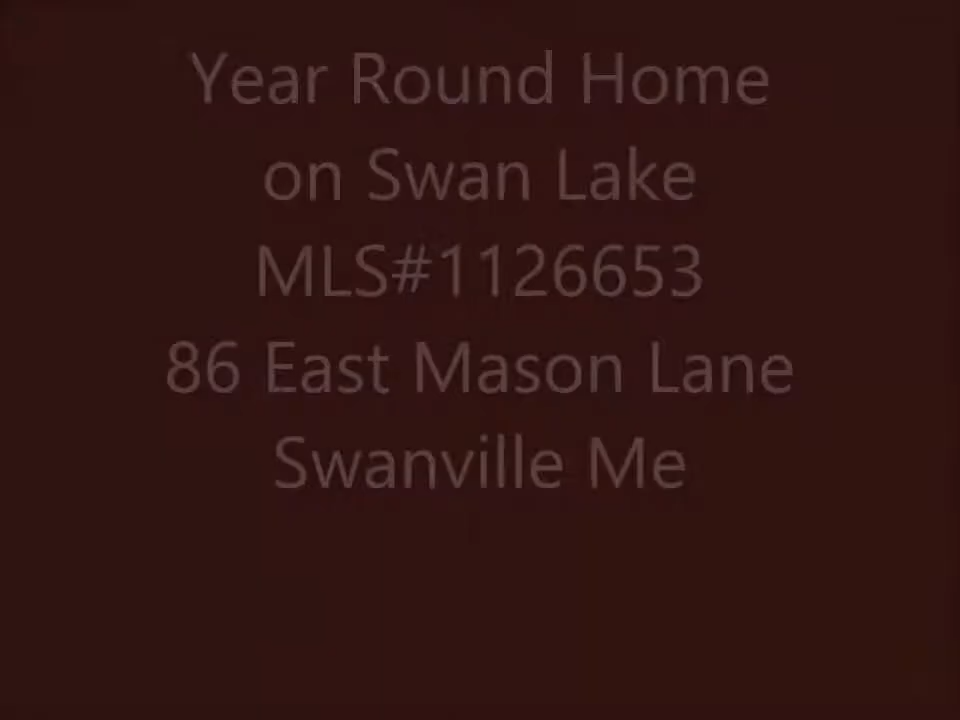 Year Round Home
on Swan Lake
MLS#1126653
86 East Mason Lane
Swanville Me